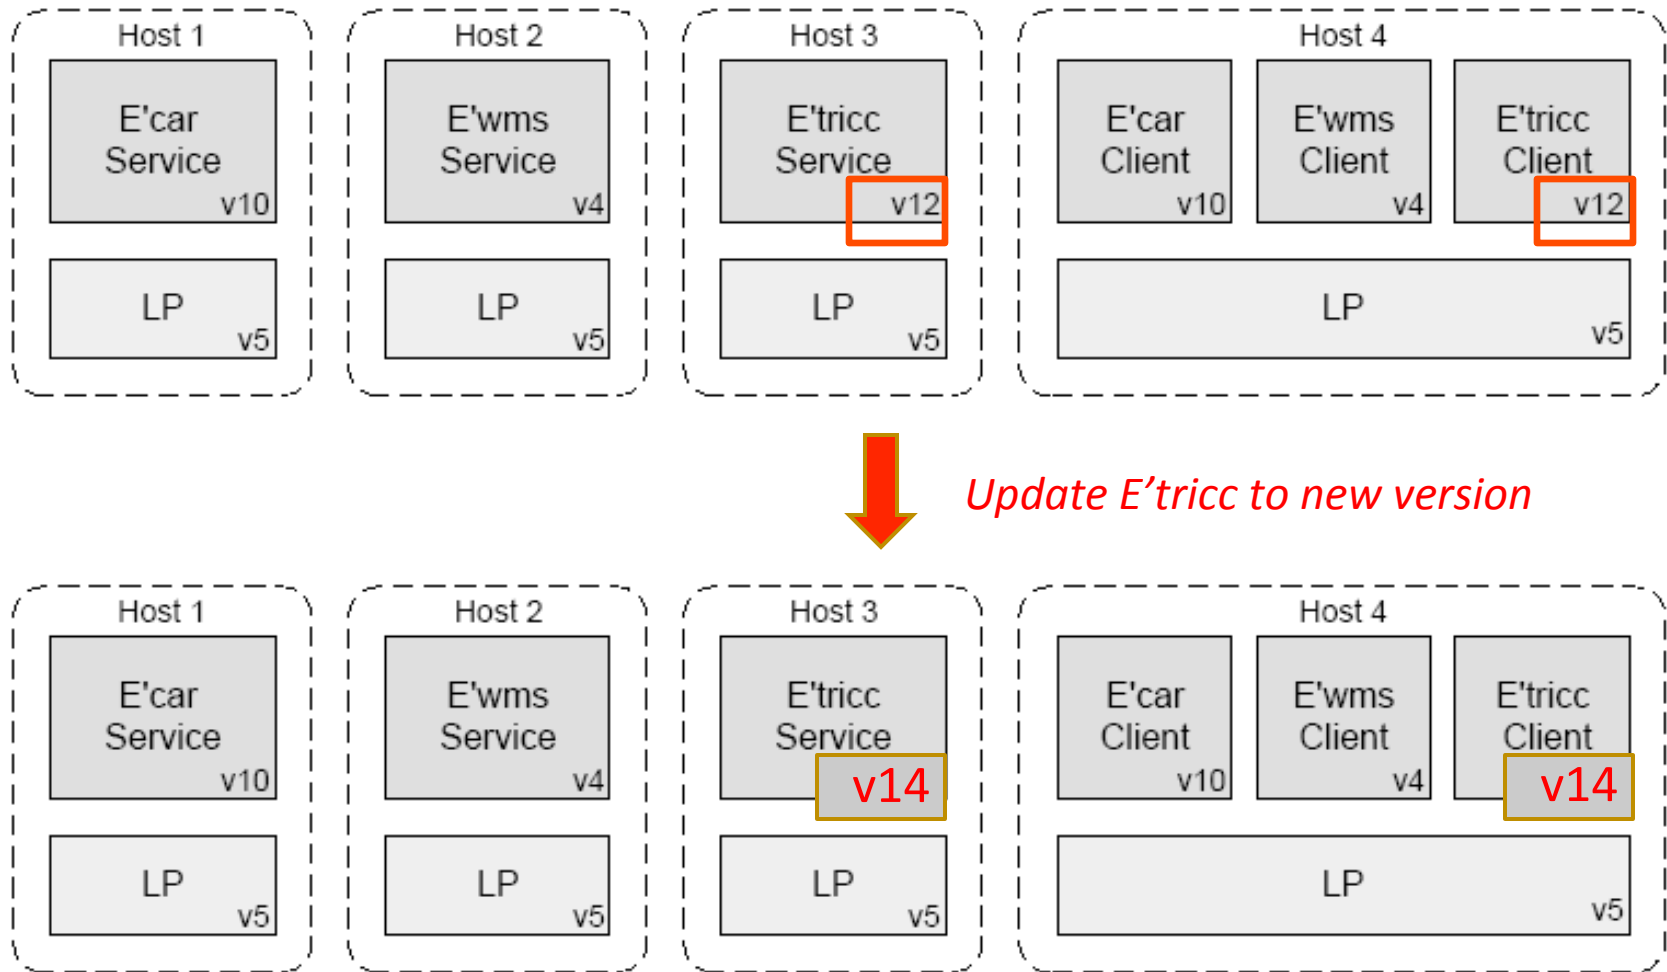 Host 1
E'car
Service
v10
LP
v5
Host 2
E'wms
Service
v4
LP
v5
Host 3
E'tricc
Service
v12
LP
v5
Host 4
E'car
Client
v10
E'wms
Client
v4
E'tricc
Client
v12
LP
v5
Update E’tricc to new version
Host 1
E'car
Service
v10
LP
v5
Host 2
E'wms
Service
v4
LP
v5
Host 3
E'tricc
Service
v14
LP
v5
Host 4
E'car
Client
v10
E'wms
Client
v4
E'tricc
Client
v14
LP
v5